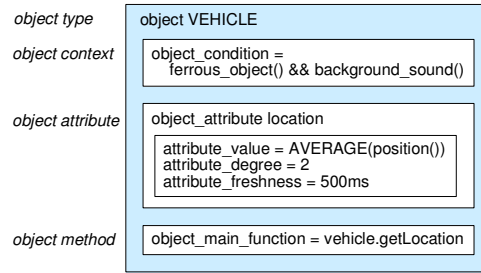 object type object VEHICLE
object context object_condition =
ferrous_object() && background_sound()
object attribute object_attribute location
attribute_value = AVERAGE(position())
attribute_degree = 2
attribute_freshness = 500ms
object method object_main_function = vehicle.getLocation